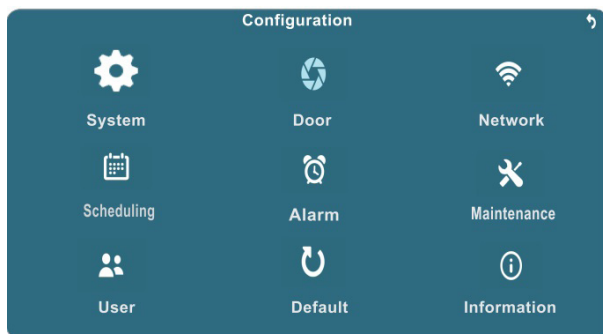 Configuration
System Door Network
Scheduling Alarm Maintenance
User Default Information